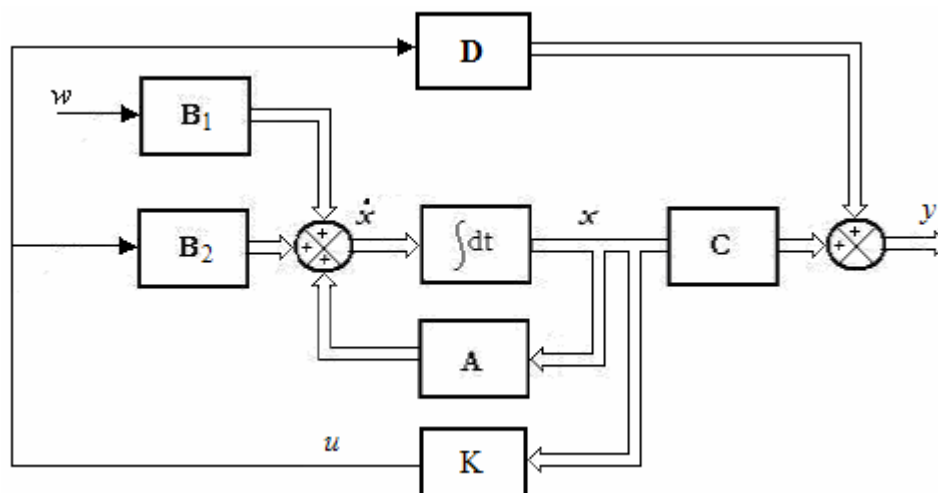 D
w
B₁
+
ẋ
x
y
B₂
+
+
∫dt
C
+
+
A
u
K